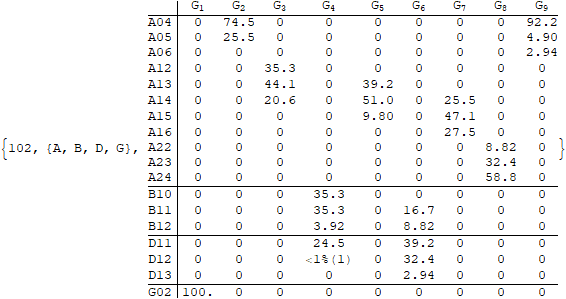 G1 G2 G3 G4 G5 G6 G7 G8 G9
A04 0 74.5 0 0 0 0 0 0 92.2
A05 0 25.5 0 0 0 0 0 0 4.90
A06 0 0 0 0 0 0 0 0 2.94
A12 0 0 35.3 0 0 0 0 0 0
A13 0 0 44.1 0 39.2 0 0 0 0
A14 0 0 20.6 0 51.0 0 25.5 0 0
A15 0 0 0 0 9.80 0 47.1 0 0
A16 0 0 0 0 0 0 27.5 0 0
{102, {A, B, D, G}, A22 0 0 0 0 0 0 0 8.82 0 }
A23 0 0 0 0 0 0 0 32.4 0
A24 0 0 0 0 0 0 0 58.8 0
B10 0 0 0 35.3 0 0 0 0 0
B11 0 0 0 35.3 0 16.7 0 0 0
B12 0 0 0 3.92 0 8.82 0 0 0
D11 0 0 0 24.5 0 39.2 0 0 0
D12 0 0 0 <1%(1) 0 32.4 0 0 0
D13 0 0 0 0 0 2.94 0 0 0
G02 100. 0 0 0 0 0 0 0 0